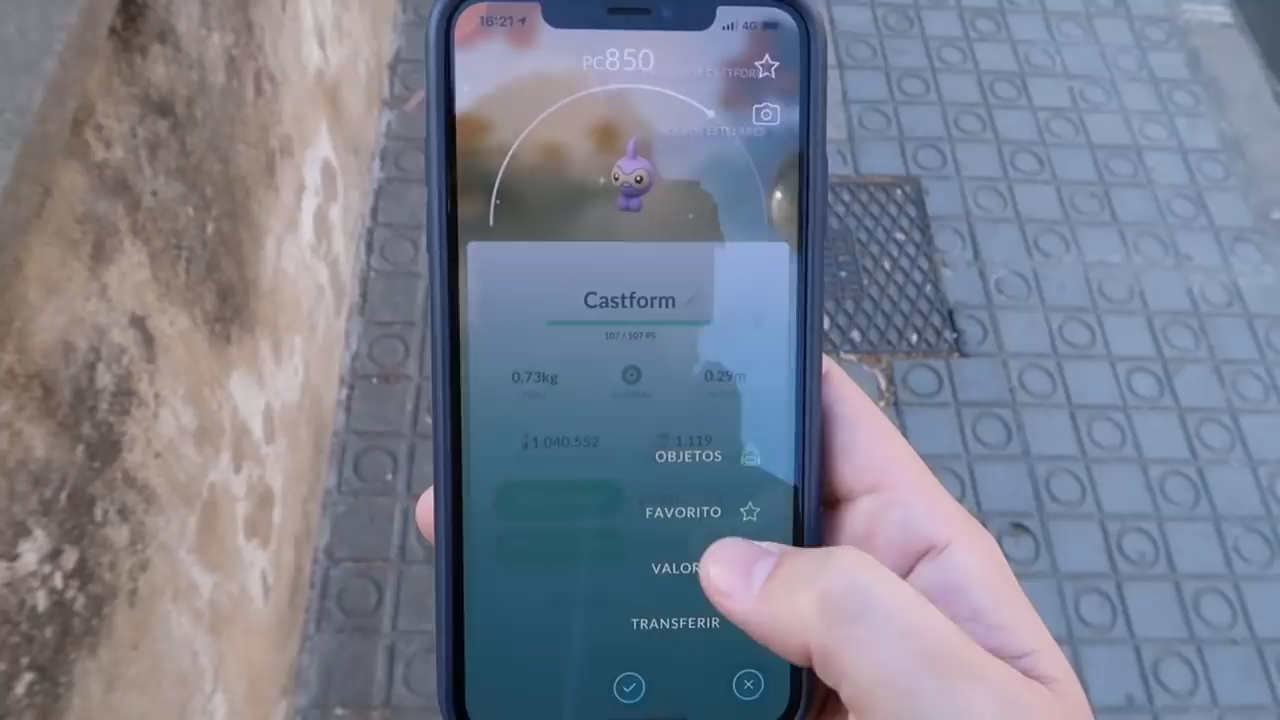 16:21 4G
PC850
Castform
107 / 107 PS
0.73kg 0.29m
1.040.552 1.119
OBJETOS
FAVORITO
VALOR
TRANSFERIR